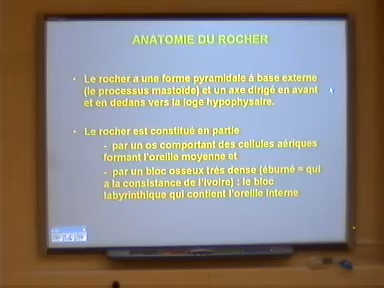 ANATOMIE DU ROCHER
• Le rocher a une forme pyramidale à base externe
(le processus mastoïde) et un axe dirigé en avant
et en dedans vers la loge hypophysaire.
• Le rocher est constitué en partie
- par un os comportant des cellules aériques
formant l'oreille moyenne et
- par un bloc osseux très dense (éburné = qui
a la consistance de l'ivoire) : le bloc
labyrinthique qui contient l'oreille interne